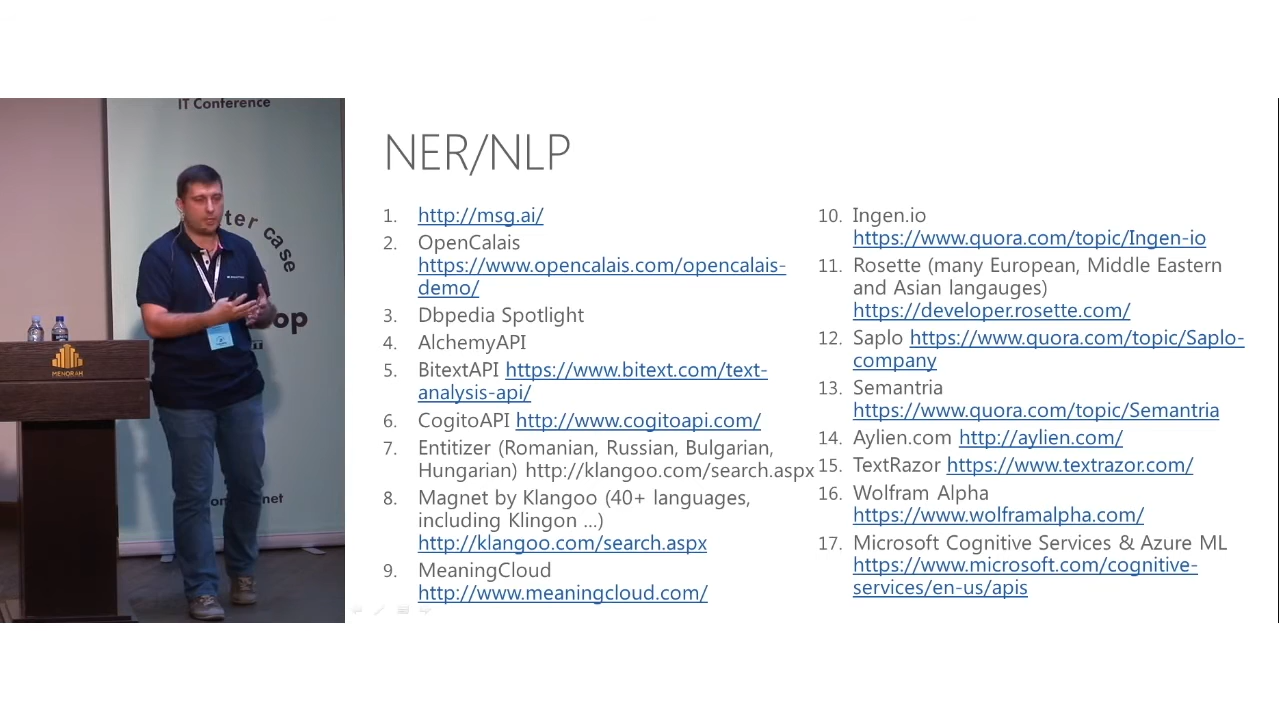 IT Conference
ter case
op
MENORAH
net
NER/NLP
1. http://msg.ai/
2. OpenCalais
https://www.opencalais.com/opencalais-
demo/
3. Dbpedia Spotlight
4. AlchemyAPI
5. BitextAPI https://www.bitext.com/text-
analysis-api/
6. CogitoAPI http://www.cogitoapi.com/
7. Entitizer (Romanian, Russian, Bulgarian,
Hungarian) http://klangoo.com/search.aspx
8. Magnet by Klangoo (40+ languages,
including Klingon ...)
http://klangoo.com/search.aspx
9. MeaningCloud
http://www.meaningcloud.com/
10. Ingen.io
https://www.quora.com/topic/Ingen-io
11. Rosette (many European, Middle Eastern
and Asian langauges)
https://developer.rosette.com/
12. Saplo https://www.quora.com/topic/Saplo-
company
13. Semantria
https://www.quora.com/topic/Semantria
14. Aylien.com http://aylien.com/
15. TextRazor https://www.textrazor.com/
16. Wolfram Alpha
https://www.wolframalpha.com/
17. Microsoft Cognitive Services & Azure ML
https://www.microsoft.com/cognitive-
services/en-us/apis